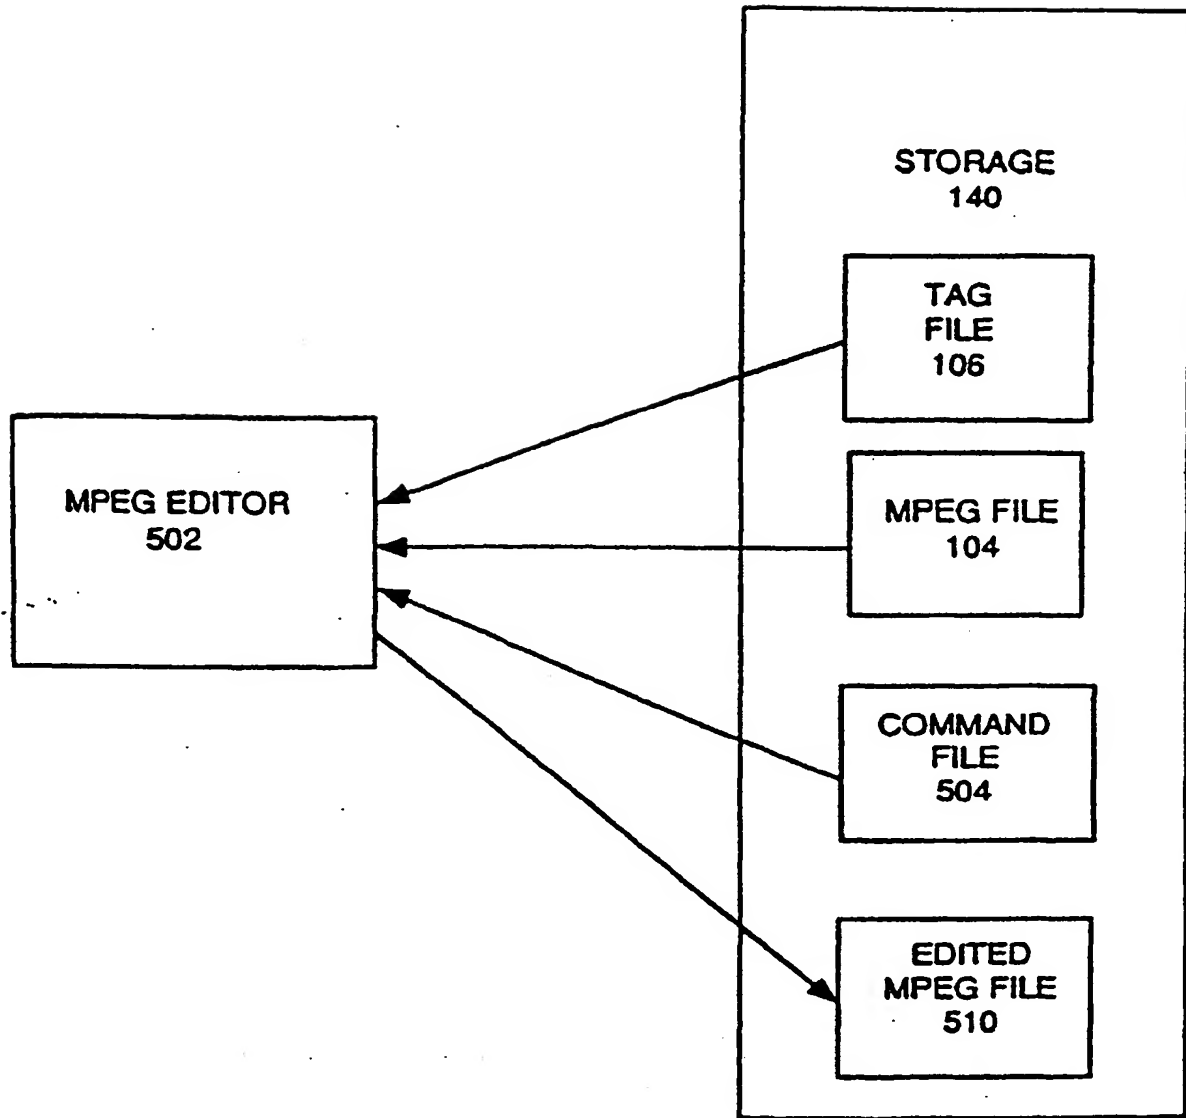 STORAGE
140
TAG
FILE
106
MPEG EDITOR
502
MPEG FILE
104
COMMAND
FILE
504
EDITED
MPEG FILE
510